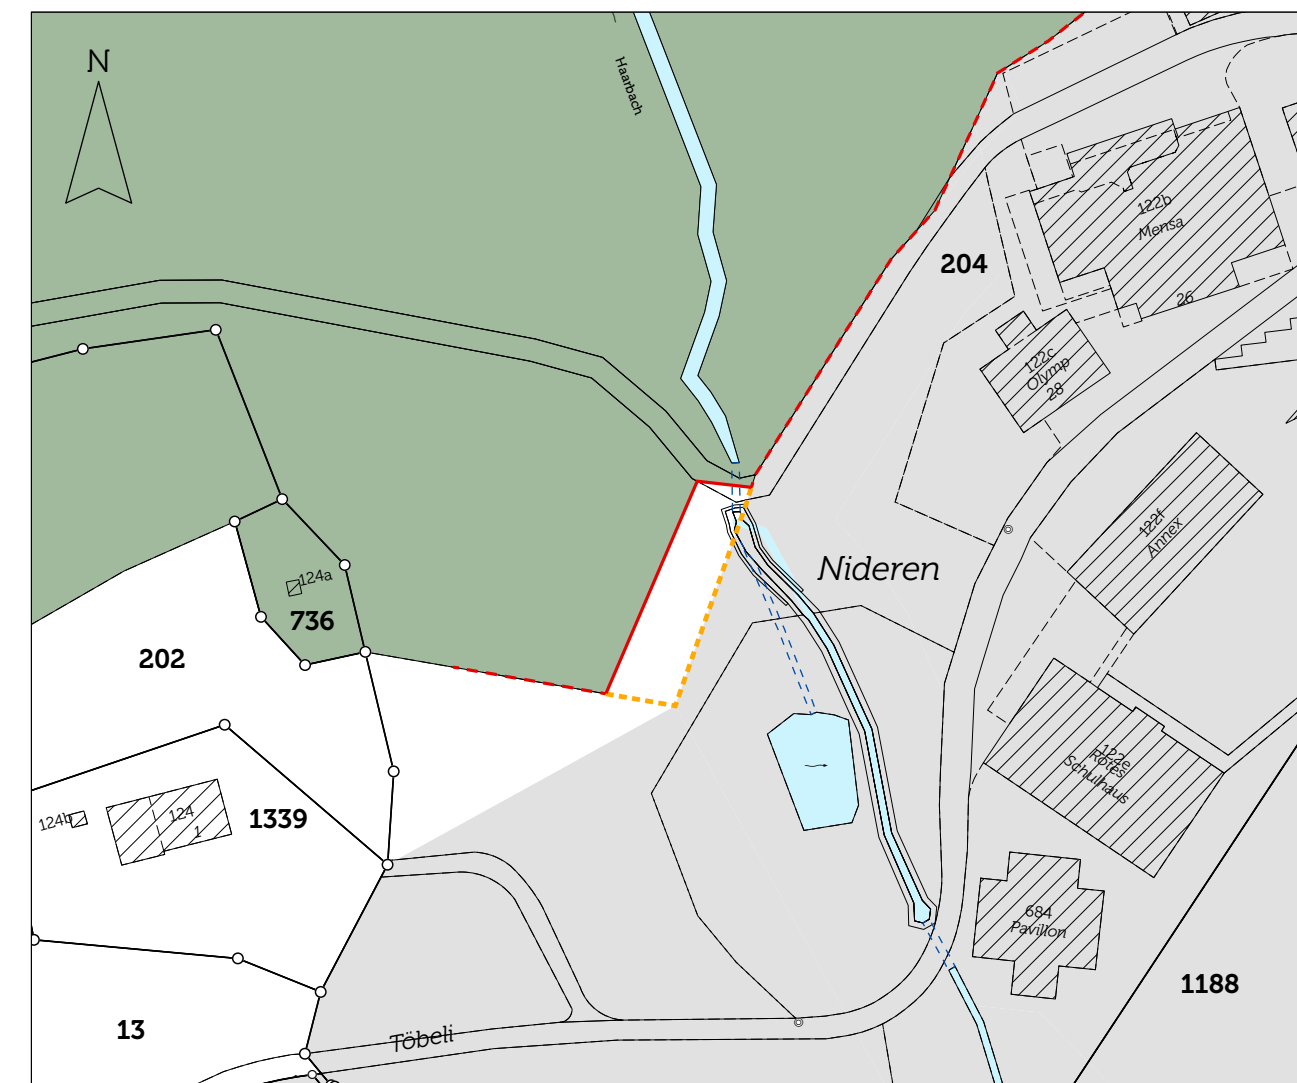 N
Haarbach
204
122b
Mensa
26
122c
Olymp
28
122f
Annex
Nideren
124a
736
202
122e
Rotes
Schulhaus
124b
124
1
1339
684
Pavillon
1188
13
Töbeli